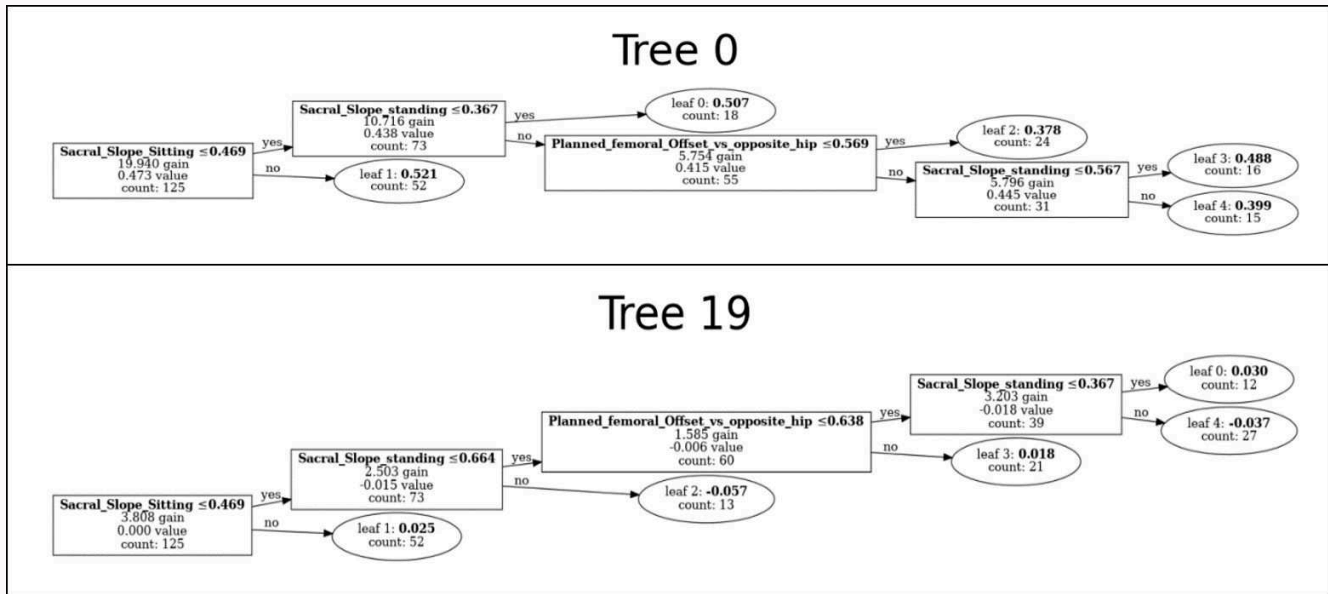 Tree 0
Sacral_Slope_Sitting ≤0.469
19.940 gain
0.473 value
count: 125
yes
no
Sacral_Slope_standing ≤0.367
10.716 gain
0.438 value
count: 73
leaf 1: 0.521
count: 52
yes
no
leaf 0: 0.507
count: 18
Planned_femoral_Offset_vs_opposite_hip ≤0.569
5.754 gain
0.415 value
count: 55
yes
no
leaf 2: 0.378
count: 24
Sacral_Slope_standing ≤0.567
5.796 gain
0.445 value
count: 31
yes
no
leaf 3: 0.488
count: 16
leaf 4: 0.399
count: 15
Tree 19
Sacral_Slope_Sitting ≤0.469
3.808 gain
0.000 value
count: 125
yes
no
Sacral_Slope_standing ≤0.664
2.503 gain
-0.015 value
count: 73
leaf 1: 0.025
count: 52
yes
no
Planned_femoral_Offset_vs_opposite_hip ≤0.638
1.585 gain
-0.006 value
count: 60
leaf 2: -0.057
count: 13
yes
no
Sacral_Slope_standing ≤0.367
3.203 gain
-0.018 value
count: 39
leaf 3: 0.018
count: 21
yes
no
leaf 0: 0.030
count: 12
leaf 4: -0.037
count: 27